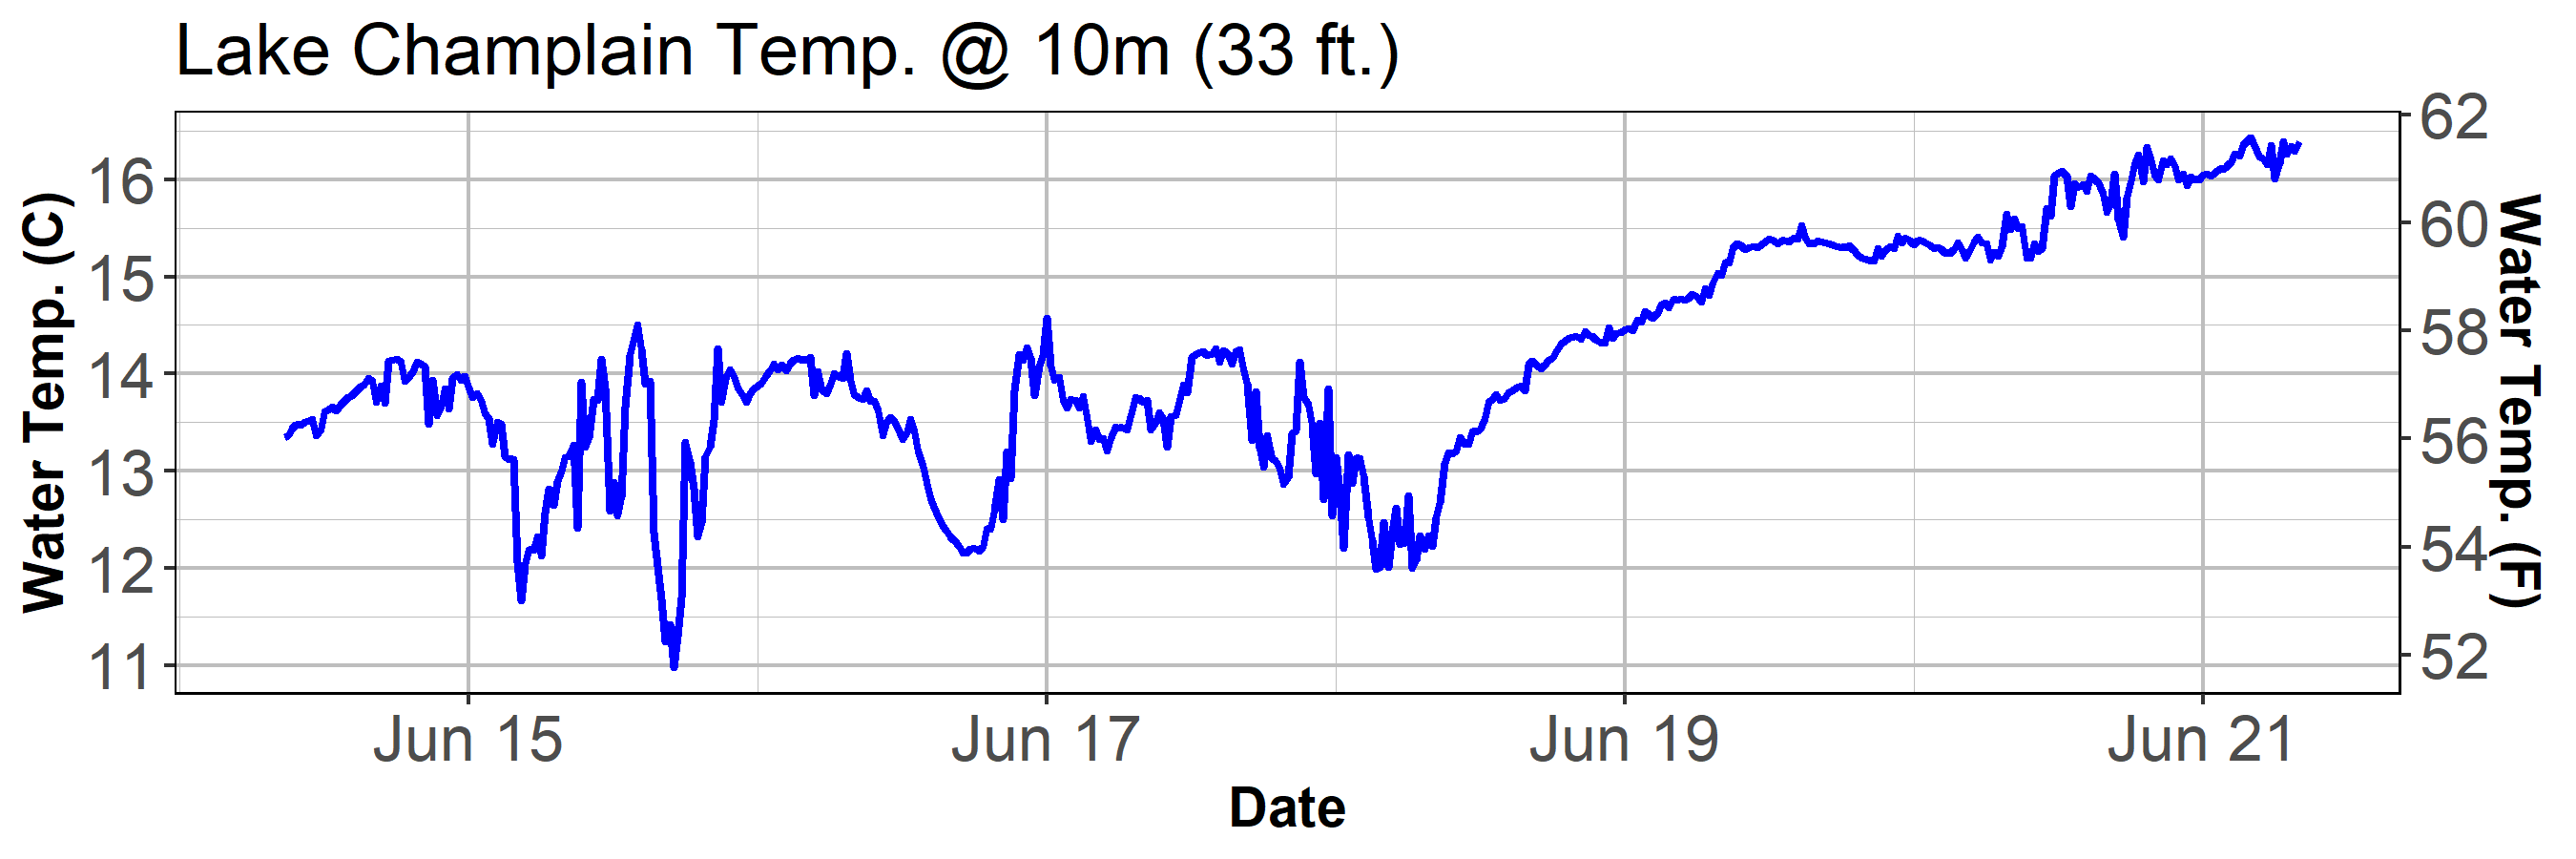 Lake Champlain Temp. @ 10m (33 ft.)
Water Temp. (C)
16
15
14
13
12
11
62
60
58
56
54
52
Water Temp. (F)
Jun 15 Jun 17 Jun 19 Jun 21
Date